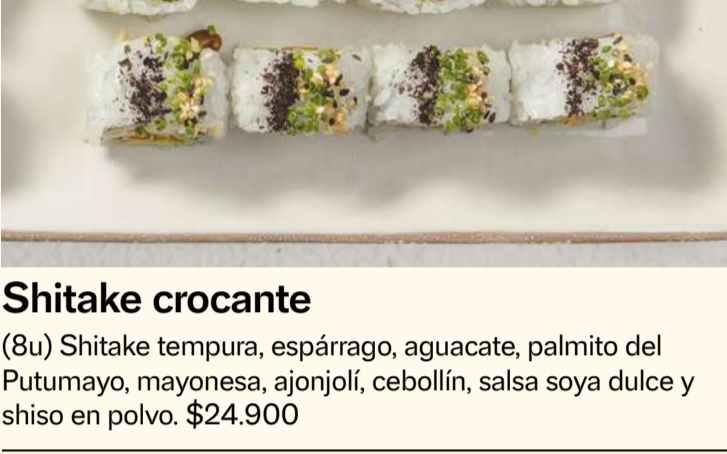 Shitake crocante
(8u) Shitake tempura, espárrago, aguacate, palmito del
Putumayo, mayonesa, ajonjolí, cebollín, salsa soya dulce y
shiso en polvo. $24.900